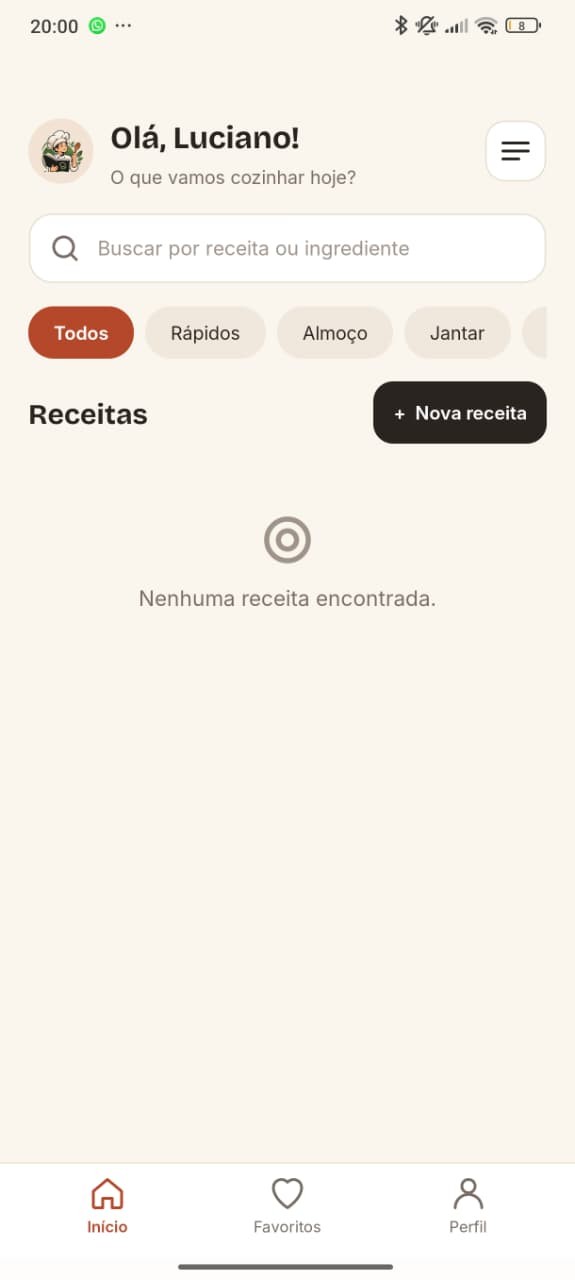 20:00
8
Olá, Luciano!
O que vamos cozinhar hoje?
Buscar por receita ou ingrediente
Todos Rápidos Almoço Jantar
Receitas + Nova receita
Nenhuma receita encontrada.
Início Favoritos Perfil